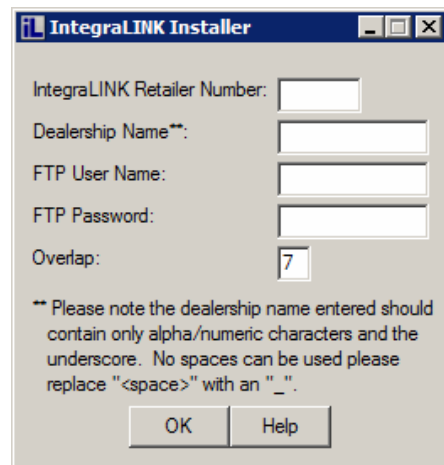 iL IntegraLINK Installer
IntegraLINK Retailer Number:
Dealership Name**:
FTP User Name:
FTP Password:
Overlap: 7
** Please note the dealership name entered should
contain only alpha/numeric characters and the
underscore. No spaces can be used please
replace "<space>" with an "_".
OK Help